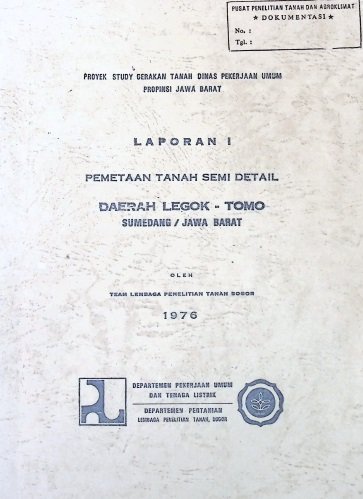 PUSAT PENELITIAN TANAH DAN AGROKLIMAT
★ DOKUMENTASI ★
No. :
Tgl. :
PROYEK STUDY GERAKAN TANAH DINAS PEKERJAAN UMUM
PROPINSI JAWA BARAT
LAPORAN I
PEMETAAN TANAH SEMI DETAIL
DAERAH LEGOK - TOMO
SUMEDANG / JAWA BARAT
OLEH
TEAM LEMBAGA PENELITIAN TANAH BOGOR
1976
DEPARTEMEN PEKERJAAN UMUM
DAN TENAGA LISTRIK
DEPARTEMEN PERTANIAN
LEMBAGA PENELITIAN TANAH, BOGOR